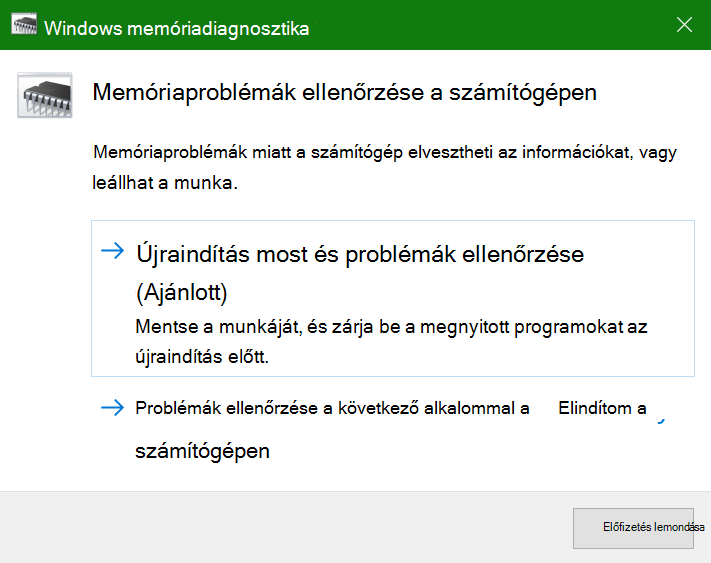 Windows memóriadiagnosztika
Memóriaproblémák ellenőrzése a számítógépen
Memóriaproblémák miatt a számítógép elvesztheti az információkat, vagy
leállhat a munka.
Újraindítás most és problémák ellenőrzése
(Ajánlott)
Mentse a munkáját, és zárja be a megnyitott programokat az
újraindítás előtt.
Problémák ellenőrzése a következő alkalommal a Elindítom a
számítógépen
Előfizetés lemondása